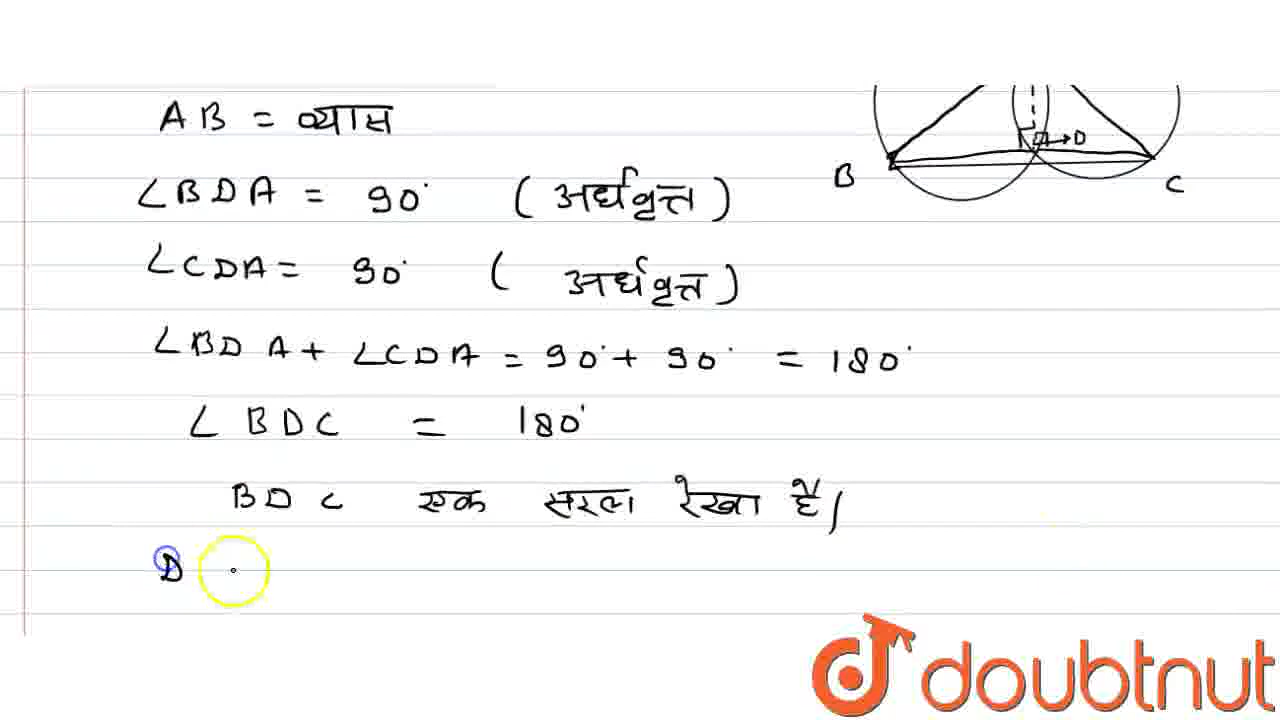 AB = व्यास
∠BDA = 90° (अर्धवृत्त)
∠CDA = 90° (अर्धवृत्त)
∠BDA + ∠CDA = 90° + 90° = 180°
∠BDC = 180°
BDC एक सरल रेखा है।
D
D
B
C
doubtnut